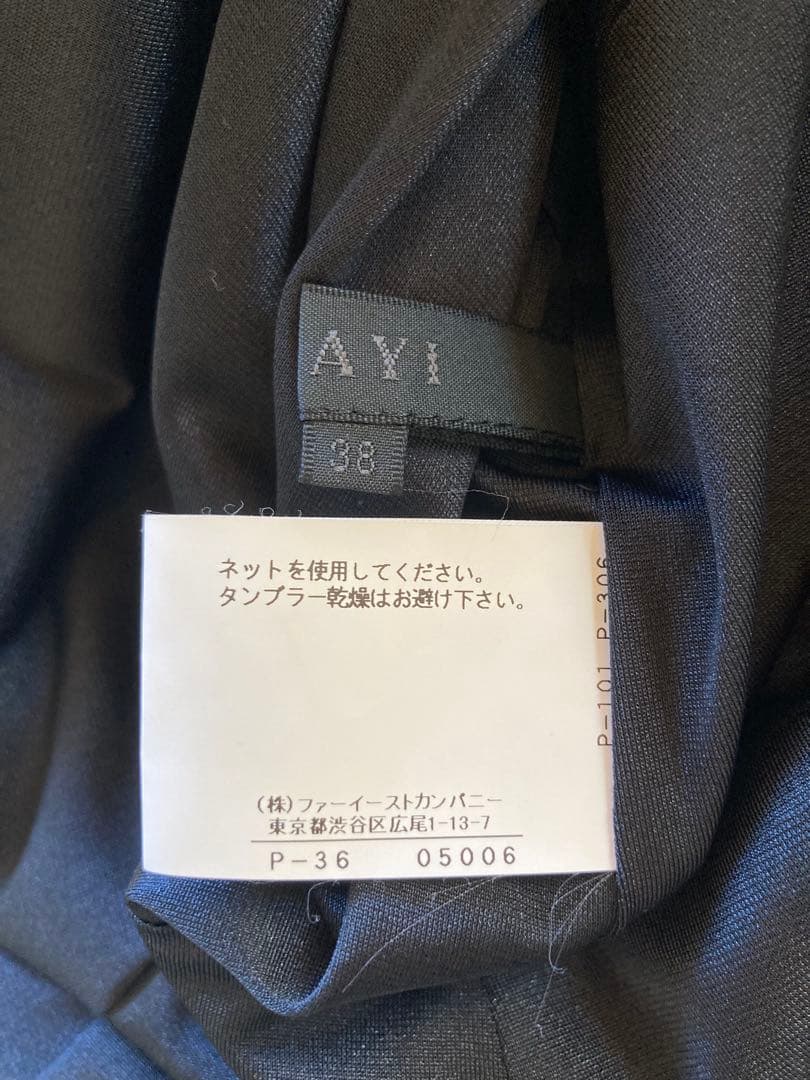 AYI
38
ネットを使用してください。
タンブラー乾燥はお避け下さい。
P-101 P-306
(株)ファーイーストカンパニー
東京都渋谷区広尾1-13-7
P-36 05006